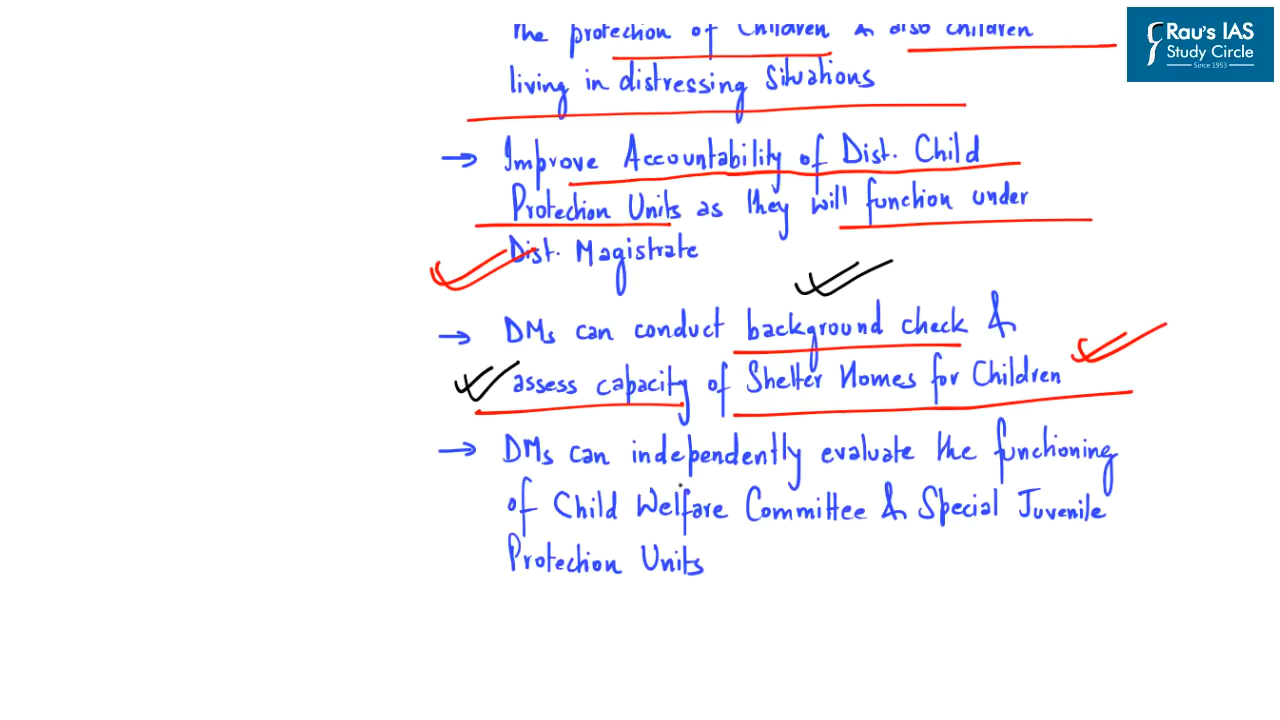 the protection of Children & also children
living in distressing Situations
→ Improve Accountability of Dist. Child
Protection Units as they will function under
Dist. Magistrate
→ DMs can conduct background check &
assess capacity of Shelter Homes for Children
→ DMs can independently evaluate the functioning
of Child Welfare Committee & Special Juvenile
Protection Units
Rau's IAS
Study Circle
Since 1953